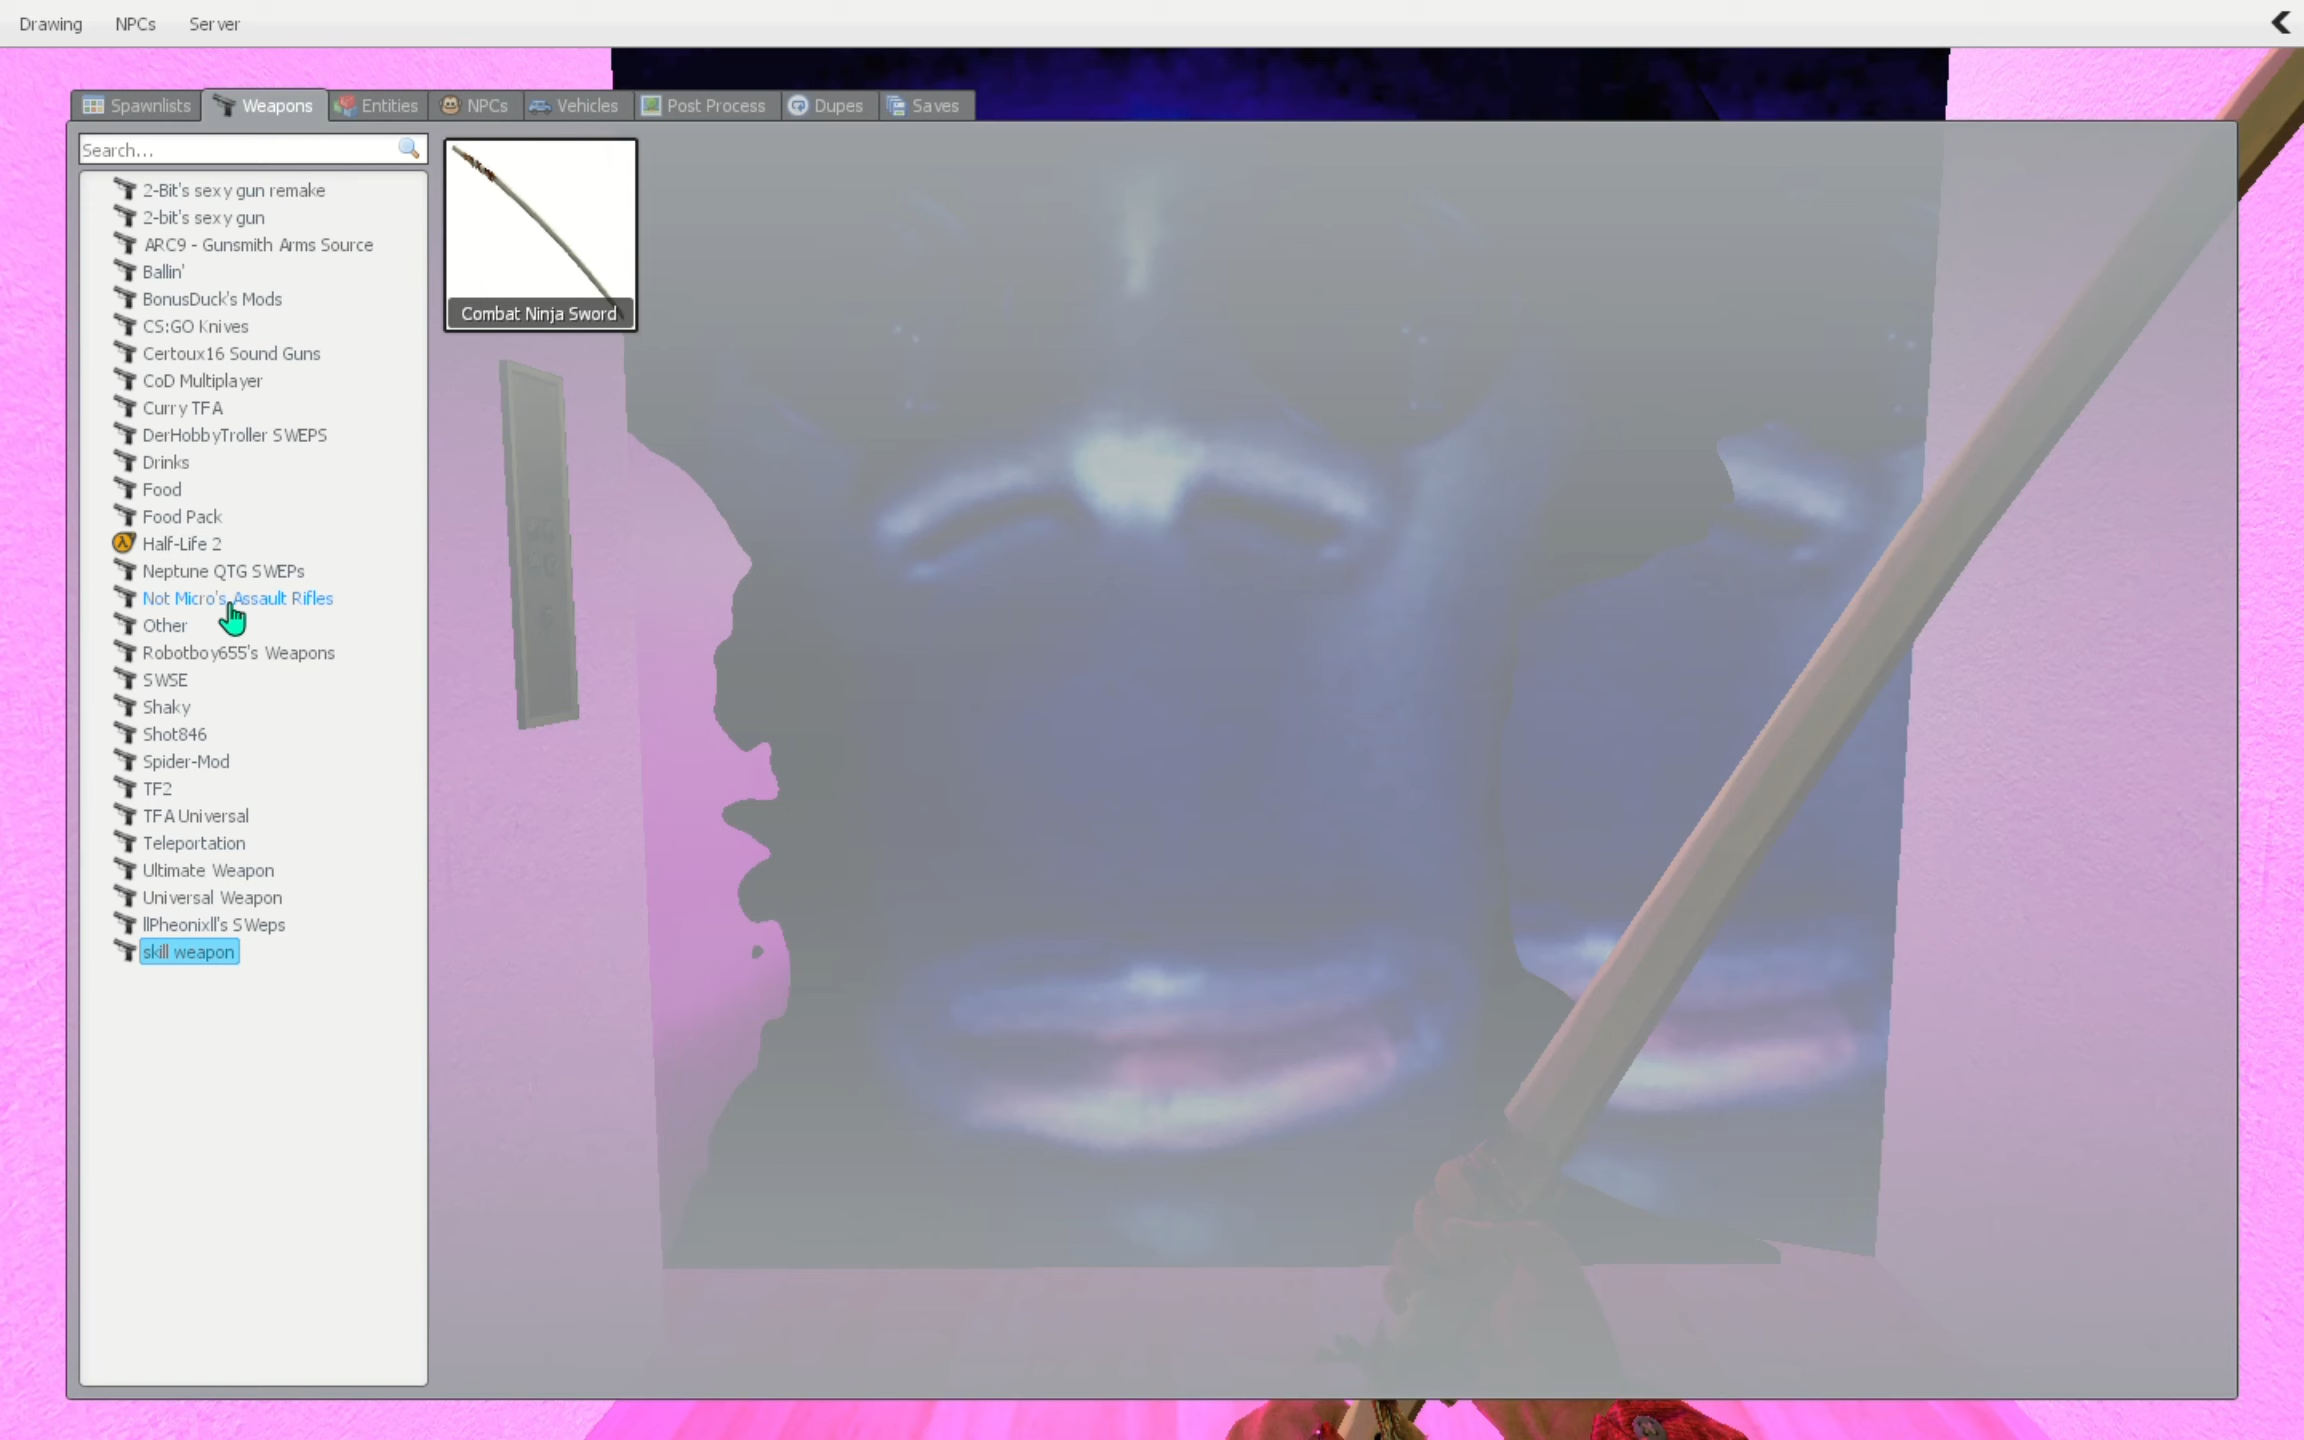 Drawing NPCs Server
Spawnlists Weapons Entities NPCs Vehicles Post Process Dupes Saves
Search...
2-Bit's sexy gun remake
2-bit's sexy gun
ARC9 - Gunsmith Arms Source
Ballin'
BonusDuck's Mods
CS:GO Knives
Certoux16 Sound Guns
CoD Multiplayer
Curry TFA
DerHobbyTroller SWEPS
Drinks
Food
Food Pack
Half-Life 2
Neptune QTG SWEPs
Not Micro's Assault Rifles
Other
Robotboy655's Weapons
SWSE
Shaky
Shot846
Spider-Mod
TF2
TFA Universal
Teleportation
Ultimate Weapon
Universal Weapon
llPheonixll's SWeps
skill weapon
Combat Ninja Sword